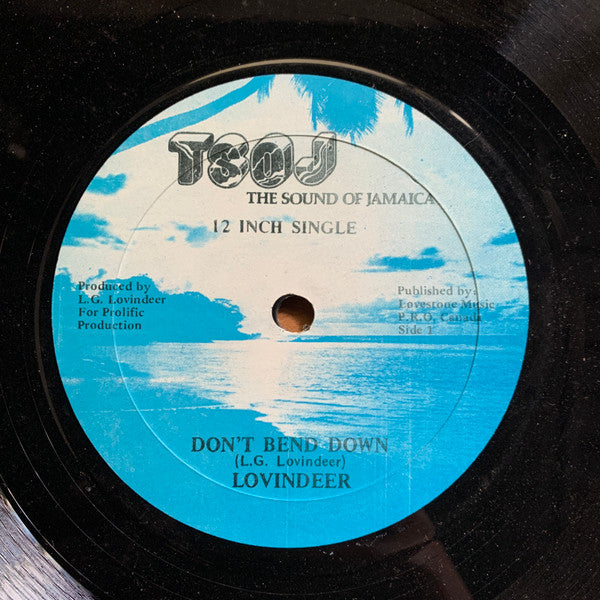 TSOJ
THE SOUND OF JAMAICA
12 INCH SINGLE
Produced by
L.G. Lovindeer
For Prolific
Production
Published by:
Lovestone Music
P.R.O. Canada
Side 1
DON'T BEND DOWN
(L.G. Lovindeer)
LOVINDEER